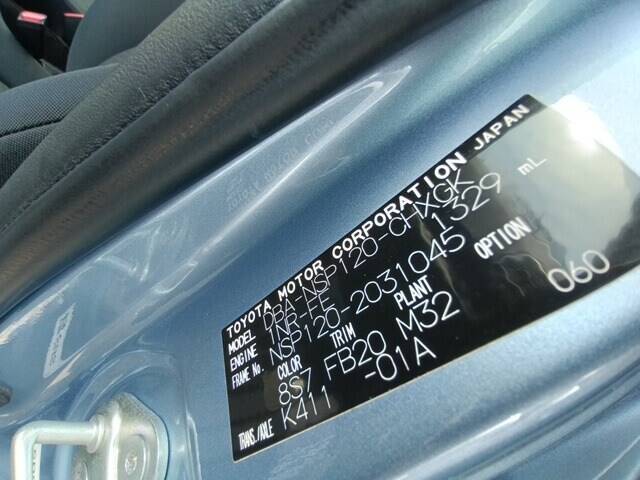 TOYOTA MOTOR CORPORATION JAPAN
MODEL DBA-NSP120-CHXGK
ENGINE 1NR-FE 1329 mL
FRAME No. NSP120-2031045
COLOR TRIM PLANT OPTION
8S7 FB20 M32 060
TRANS./AXLE K411 -01A